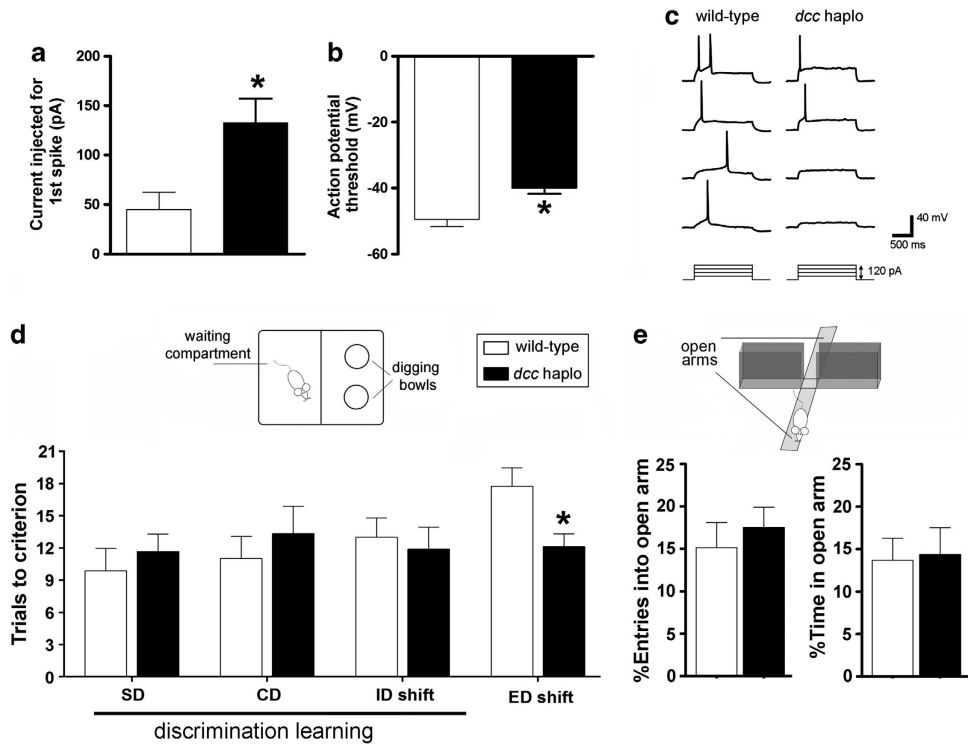 a
Current injected for
1st spike (pA)
200
150
100
50
0
*
b
Action potential
threshold (mV)
0
-20
-40
-60
*
c
wild-type
dcc haplo
40 mV
500 ms
120 pA
d
waiting
compartment
digging
bowls
wild-type
dcc haplo
Trials to criterion
21
18
15
12
9
6
3
0
*
SD
CD
ID shift
ED shift
discrimination learning
e
open
arms
%Entries into open arm
25
20
15
10
5
0
%Time in open arm
25
20
15
10
5
0